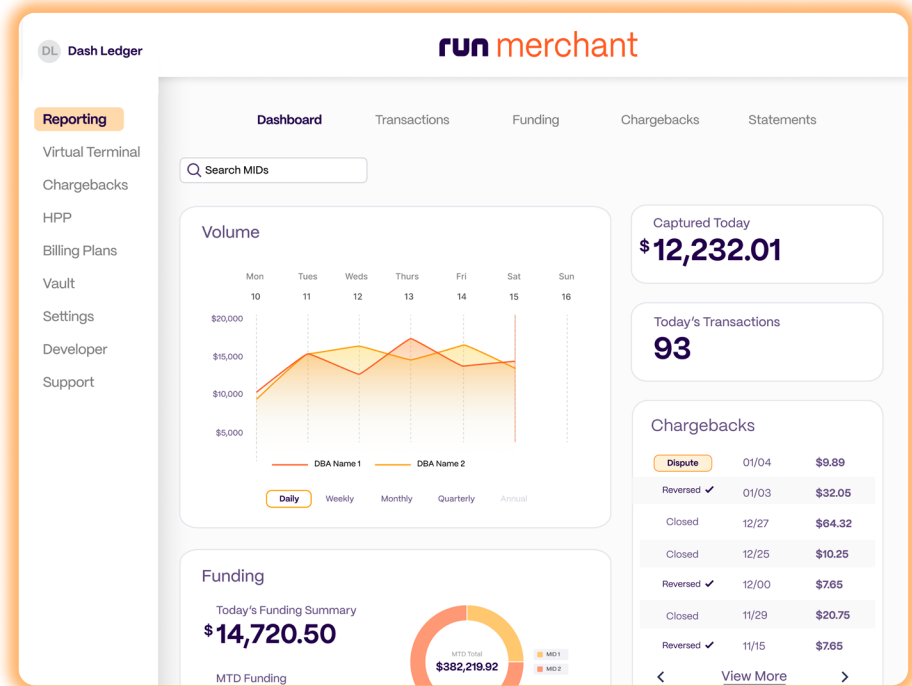 DL Dash Ledger
run merchant
Reporting
Virtual Terminal
Chargebacks
HPP
Billing Plans
Vault
Settings
Developer
Support
Dashboard Transactions Funding Chargebacks Statements
Search MIDs
Volume
Mon Tues Weds Thurs Fri Sat Sun
10 11 12 13 14 15 16
$20,000
$15,000
$10,000
$5,000
DBA Name 1 DBA Name 2
Daily Weekly Monthly Quarterly Annual
Captured Today
$12,232.01
Today's Transactions
93
Chargebacks
Dispute 01/04 $9.89
Reversed 01/03 $32.05
Closed 12/27 $64.32
Closed 12/25 $10.25
Reversed 12/00 $7.65
Closed 11/29 $20.75
Reversed 11/15 $7.65
View More
Funding
Today's Funding Summary
$14,720.50
MTD Funding
MTD Total
$382,219.92
MID 1
MID 2